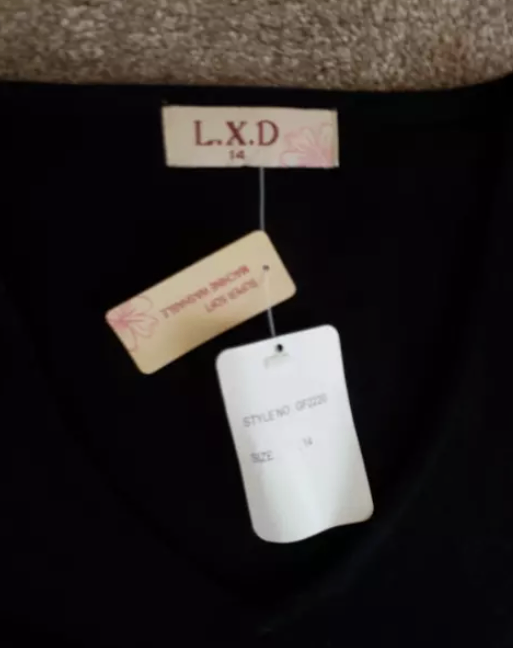 L.X.D
14
SUPER SOFT
MACHINE WASHABLE
STYLE NO GF2220
SIZE 14